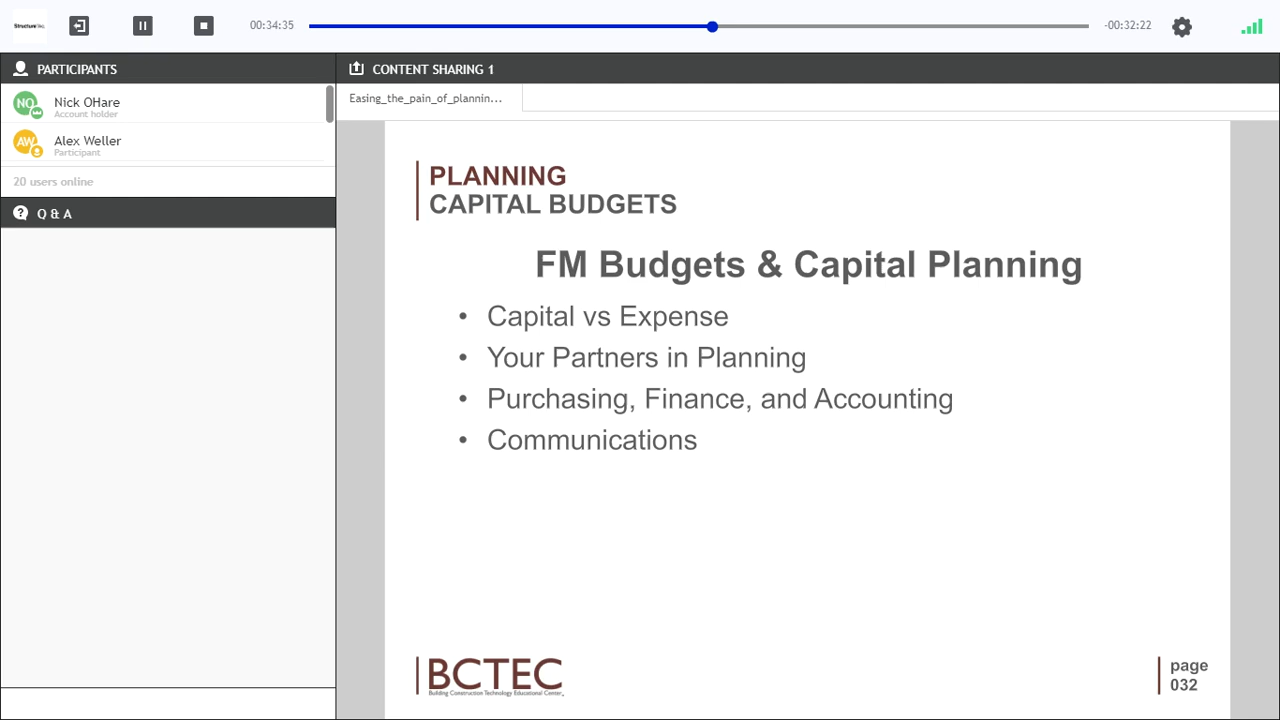 00:34:35
-00:32:22
PARTICIPANTS
NO
Nick OHare
Account holder
AW
Alex Weller
Participant
20 users online
Q & A
CONTENT SHARING 1
Easing_the_pain_of_plannin...
PLANNING
CAPITAL BUDGETS
FM Budgets & Capital Planning
• Capital vs Expense
• Your Partners in Planning
• Purchasing, Finance, and Accounting
• Communications
BCTEC
Building Construction Technology Educational Center
page
032